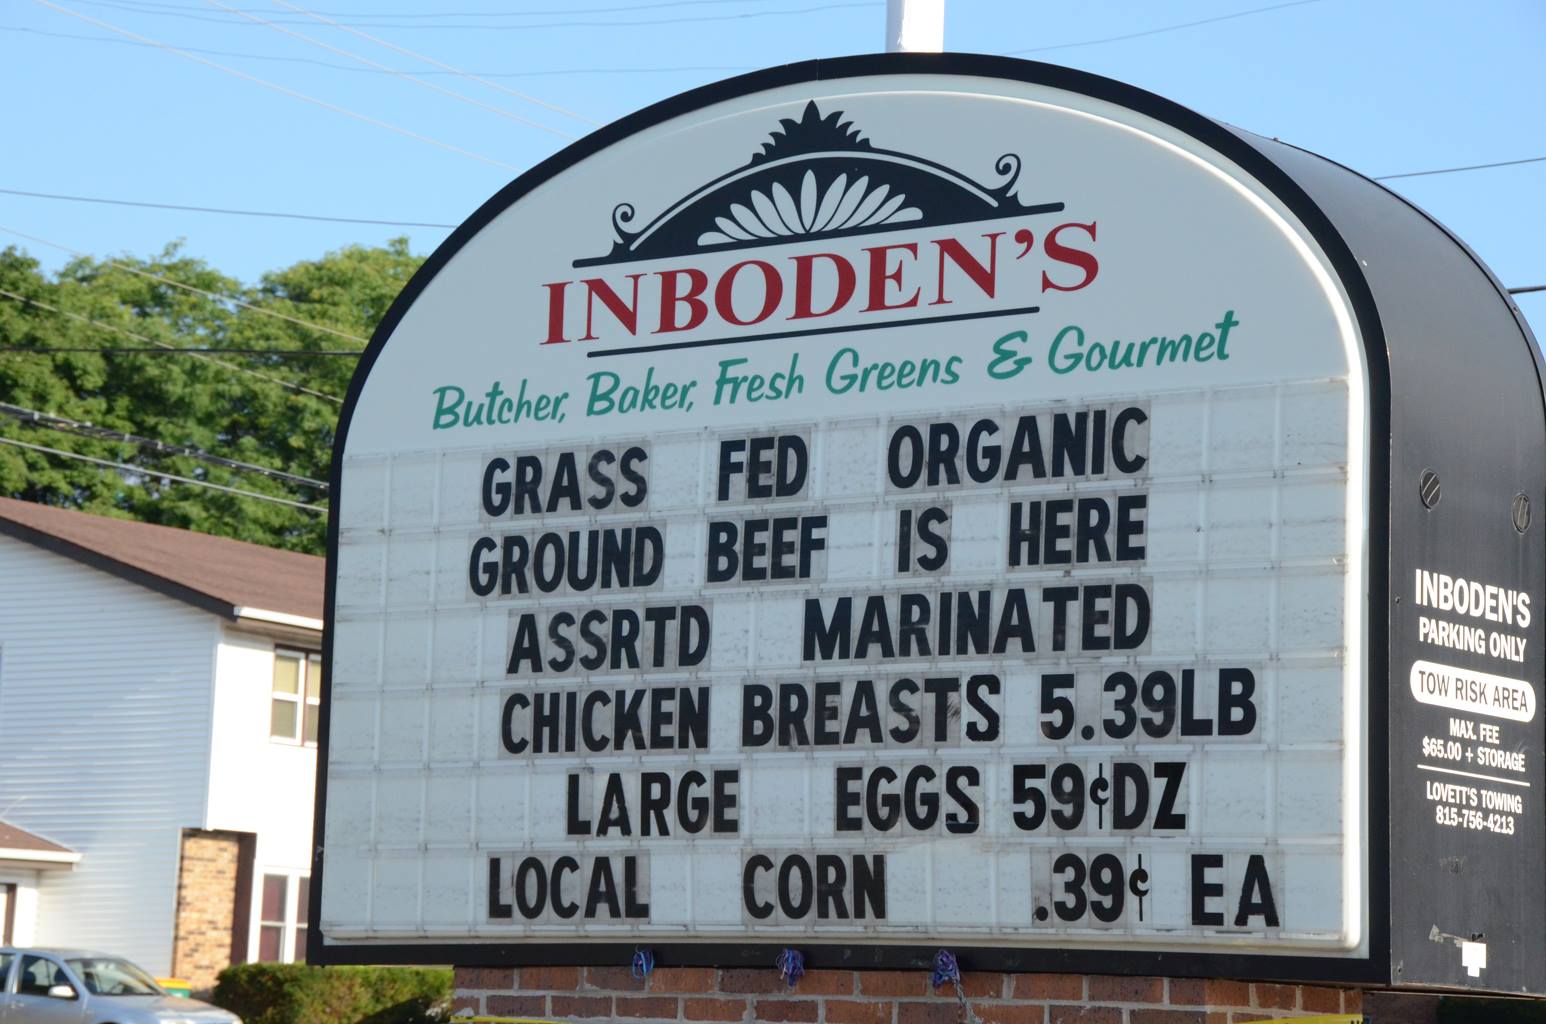 INBODEN'S
Butcher, Baker, Fresh Greens & Gourmet
GRASS FED ORGANIC
GROUND BEEF IS HERE
ASSRTD MARINATED
CHICKEN BREASTS 5.39LB
LARGE EGGS 59¢DZ
LOCAL CORN .39¢ EA
INBODEN'S
PARKING ONLY
TOW RISK AREA
MAX. FEE
$65.00 + STORAGE
LOVETT'S TOWING
815-756-4213